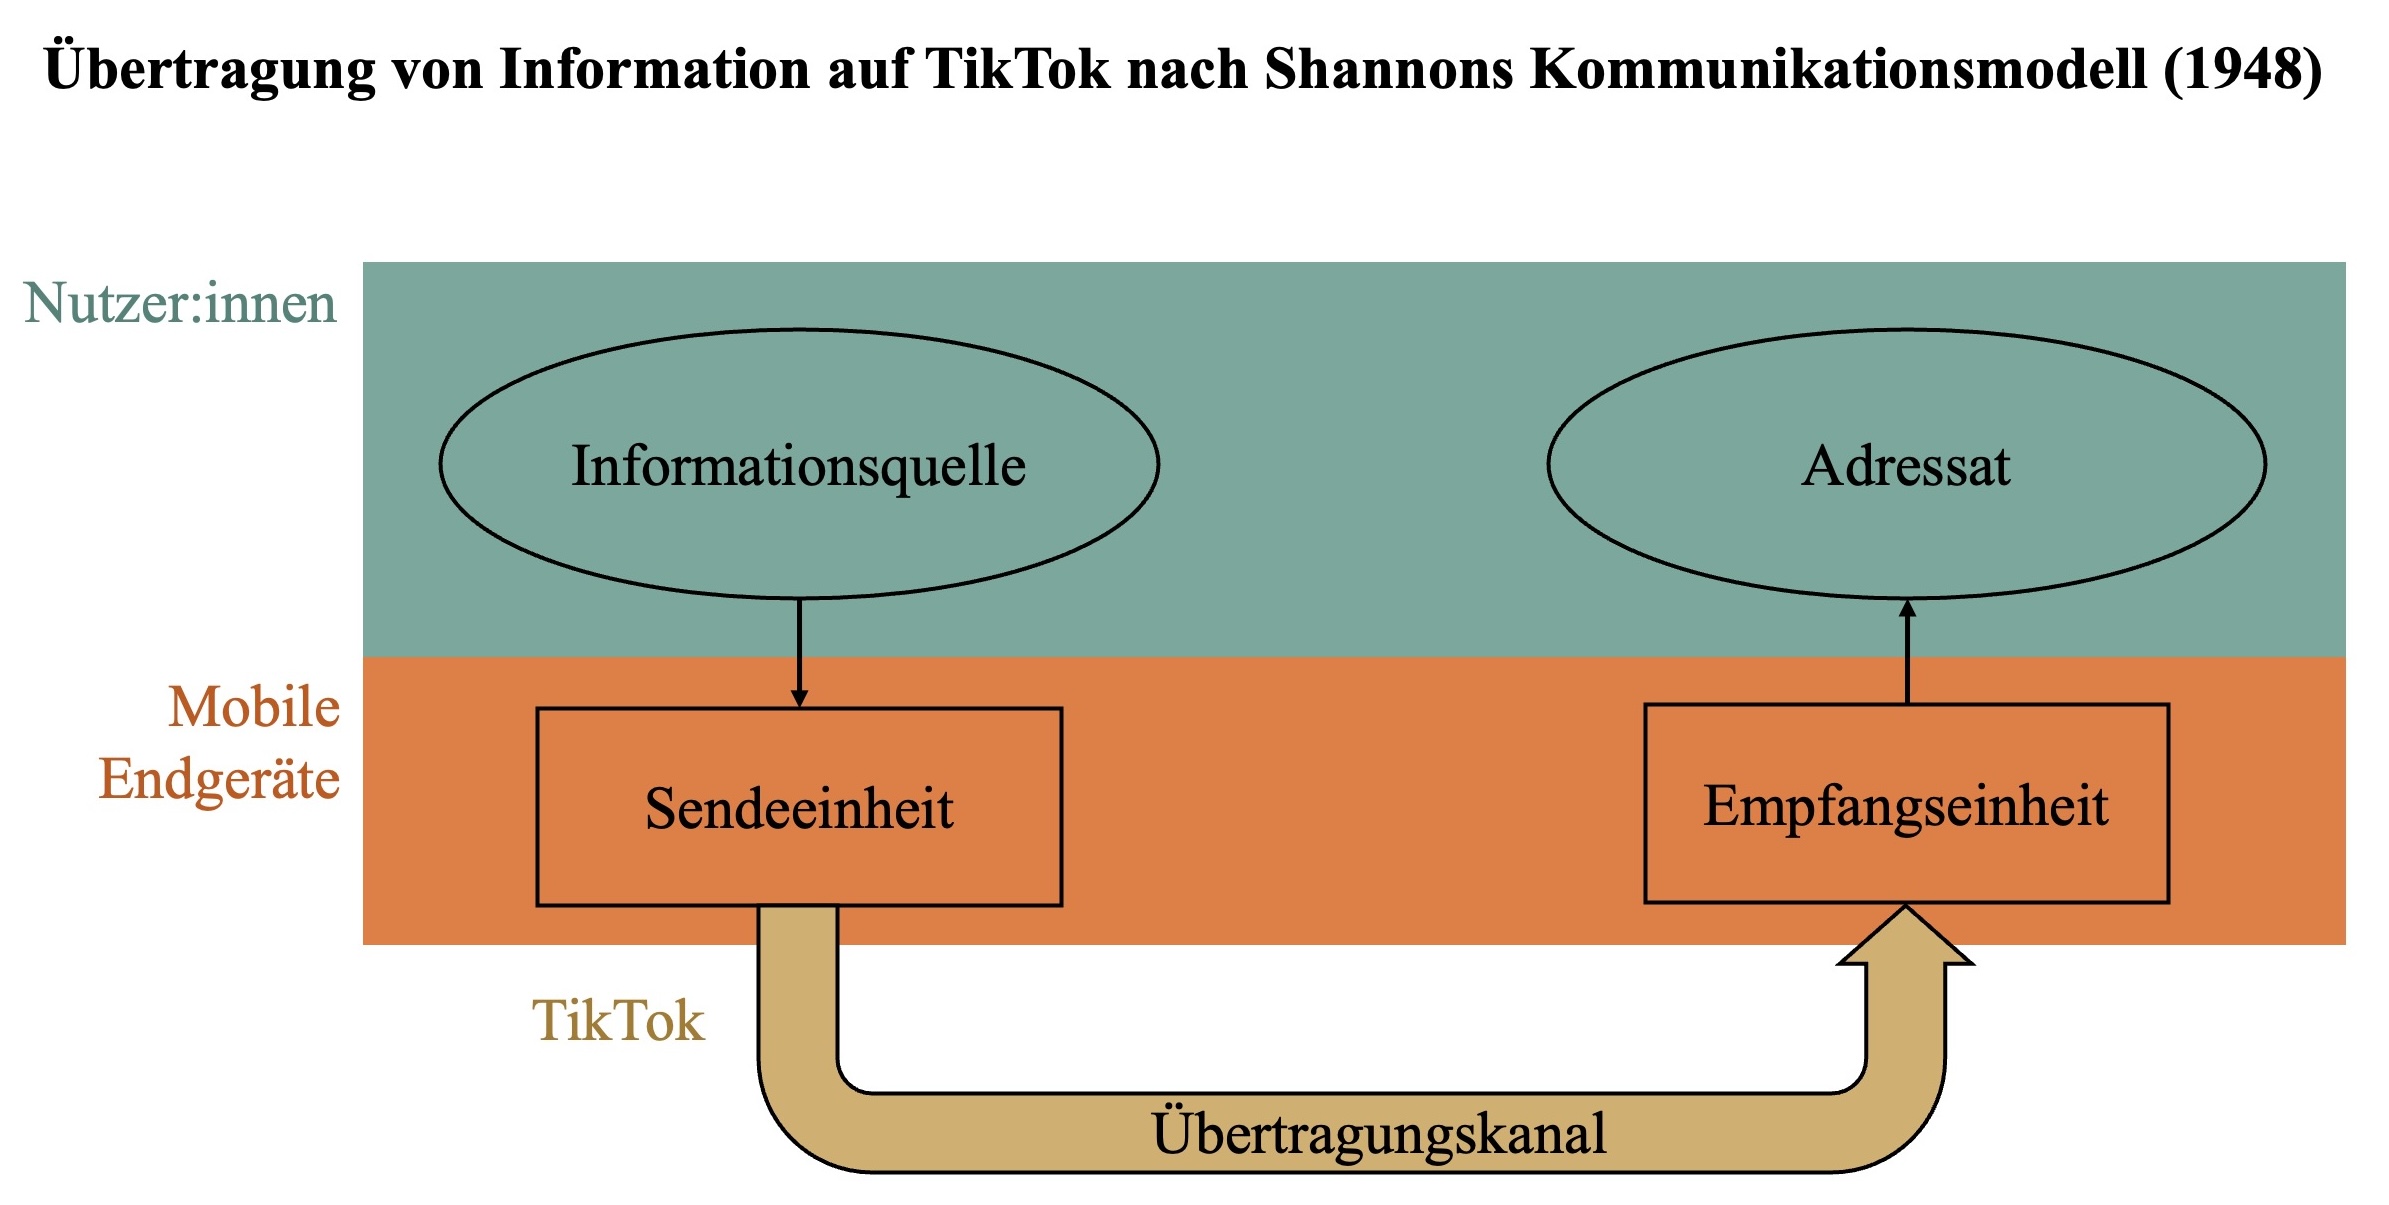 Übertragung von Information auf TikTok nach Shannons Kommunikationsmodell (1948)
Nutzer:innen
Informationsquelle
Adressat
Mobile
Endgeräte
Sendeeinheit
Empfangseinheit
TikTok
Übertragungskanal